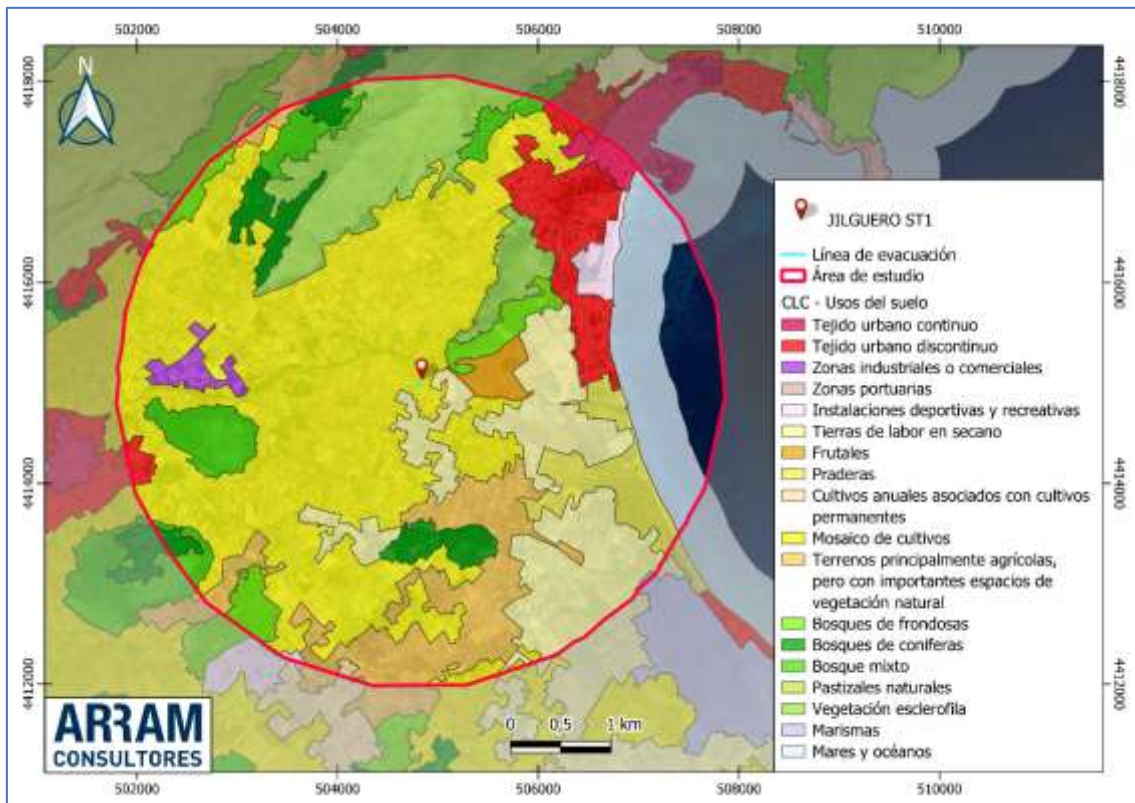 502000 504000 506000 508000 510000
4418000 4418000
N
4416000 4416000
4414000 4414000
4412000 4412000
JILGUERO ST1
Línea de evacuación
Área de estudio
CLC - Usos del suelo
Tejido urbano continuo
Tejido urbano discontinuo
Zonas industriales o comerciales
Zonas portuarias
Instalaciones deportivas y recreativas
Tierras de labor en secano
Frutales
Praderas
Cultivos anuales asociados con cultivos
permanentes
Mosaico de cultivos
Terrenos principalmente agrícolas,
pero con importantes espacios de
vegetación natural
Bosques de frondosas
Bosques de coníferas
Bosque mixto
Pastizales naturales
Vegetación esclerofila
Marismas
Mares y océanos
ARRAM
CONSULTORES
0 0,5 1 km
502000 504000 506000 508000 510000